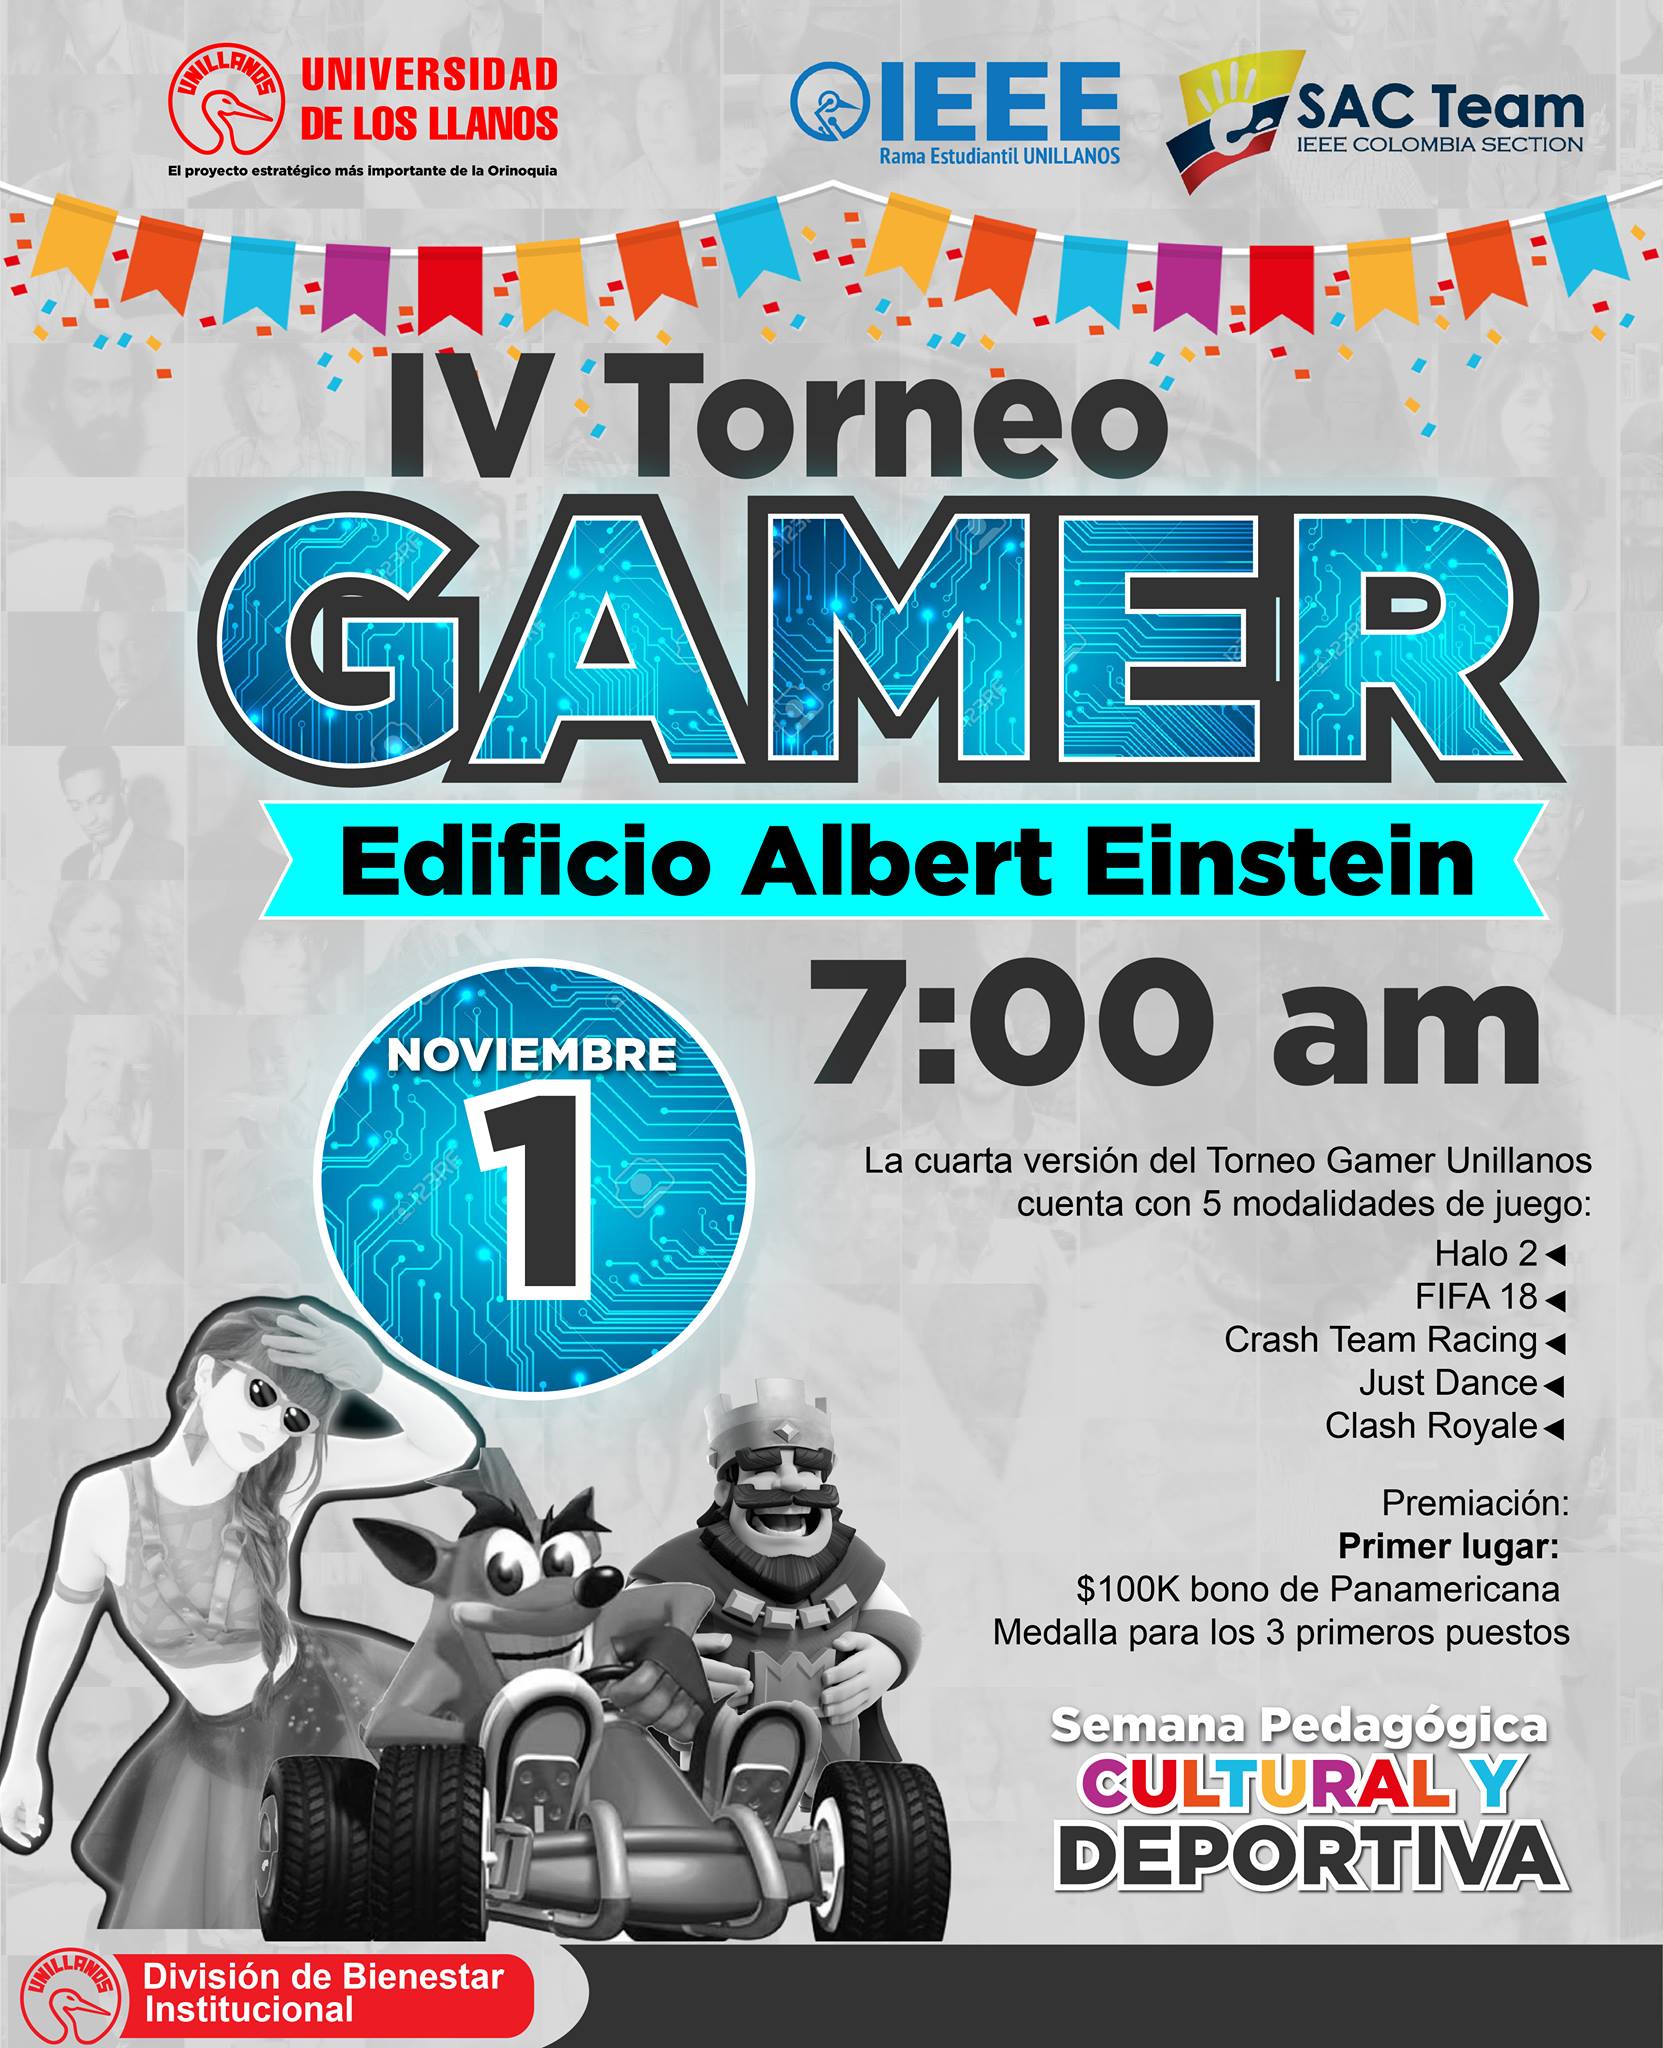 UNILLANOS
UNIVERSIDAD
DE LOS LLANOS
El proyecto estratégico más importante de la Orinoquia
IEEE
Rama Estudiantil UNILLANOS
SAC Team
IEEE COLOMBIA SECTION
IV Torneo
GAMER
Edificio Albert Einstein
7:00 am
NOVIEMBRE
1
La cuarta versión del Torneo Gamer Unillanos
cuenta con 5 modalidades de juego:
Halo 2
FIFA 18
Crash Team Racing
Just Dance
Clash Royale
Premiación:
Primer lugar:
$100K bono de Panamericana
Medalla para los 3 primeros puestos
Semana Pedagógica
CULTURAL Y
DEPORTIVA
UNILLANOS
División de Bienestar
Institucional